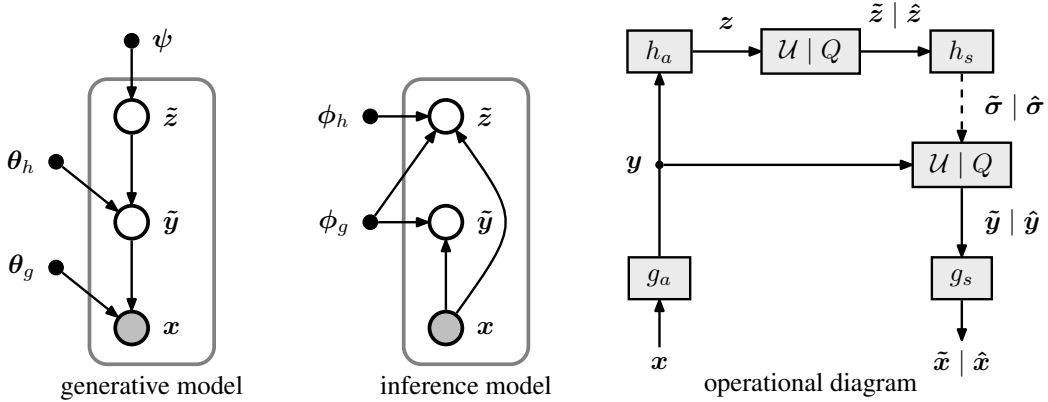 ψ
z̃
θ_h
ỹ
θ_g
x
generative model
ϕ_h
z̃
ϕ_g
ỹ
x
inference model
z
z̃ | ẑ
h_a
U | Q
h_s
σ̃ | σ̂
y
U | Q
ỹ | ŷ
g_a
g_s
x
x̃ | x̂
operational diagram